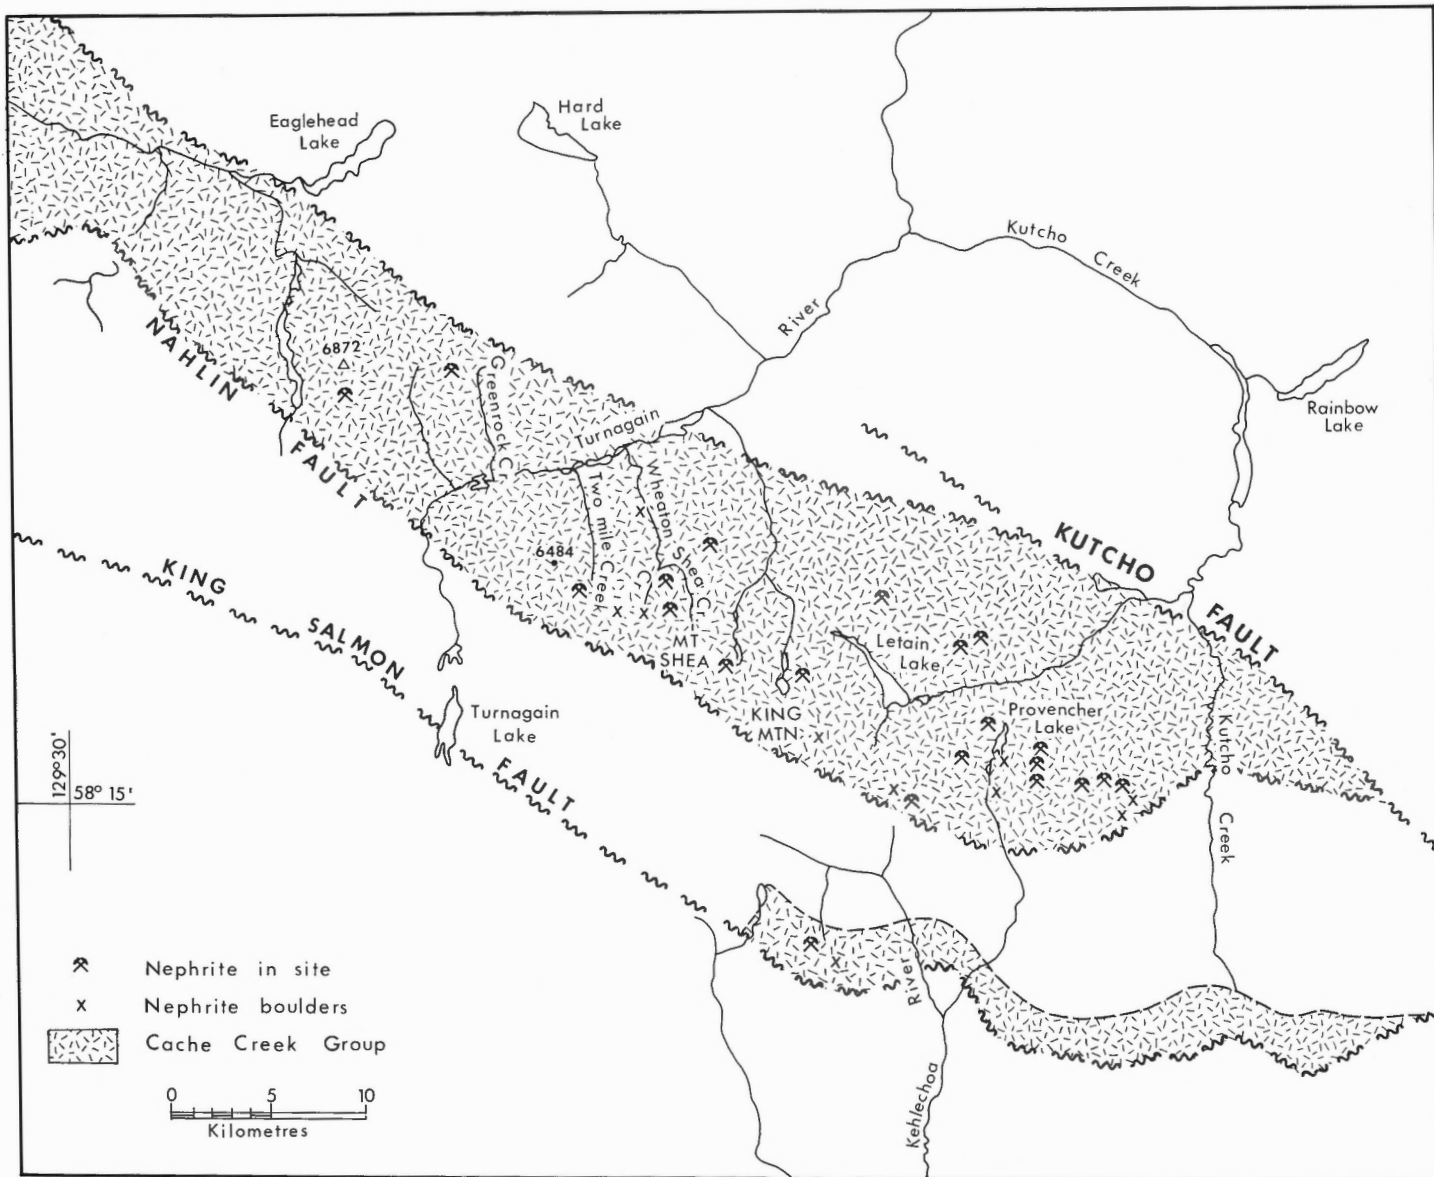 Eaglehead
Lake
Hard
Lake
Kutcho
Creek
River
NAHLIN
FAULT
6872
Greenrock Cr.
Turnagain
Rainbow
Lake
Two mile Creek
Wheaton
Cr.
Shea Cr.
6484
KUTCHO
FAULT
KING
SALMON
FAULT
MT
SHEA
Letain
Lake
KING
MTN
Provencher
Lake
Turnagain
Lake
Kutcho
Creek
129°30'
58° 15'
River
Kehlechoa
Nephrite in site
x Nephrite boulders
Cache Creek Group
0 5 10
Kilometres